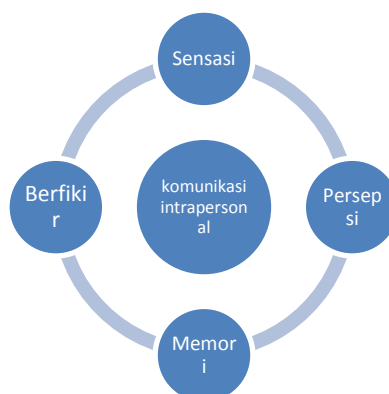 Sensasi
Berfiki
r
komunikasi
intraperson
al
Persep
si
Memor
i